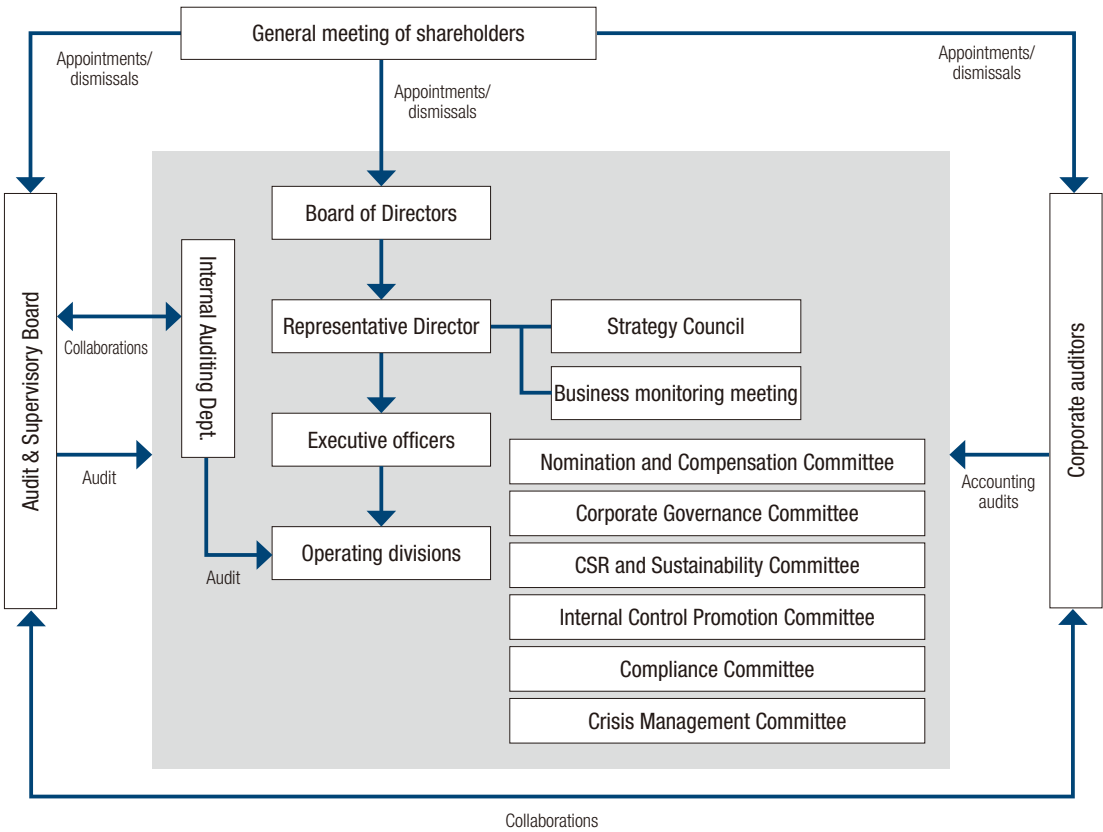 General meeting of shareholders
Appointments/
dismissals
Appointments/
dismissals
Appointments/
dismissals
Board of Directors
Internal Auditing Dept.
Audit & Supervisory Board
Corporate auditors
Representative Director
Strategy Council
Collaborations
Business monitoring meeting
Executive officers
Nomination and Compensation Committee
Audit
Accounting
audits
Corporate Governance Committee
Operating divisions
CSR and Sustainability Committee
Audit
Internal Control Promotion Committee
Compliance Committee
Crisis Management Committee
Collaborations